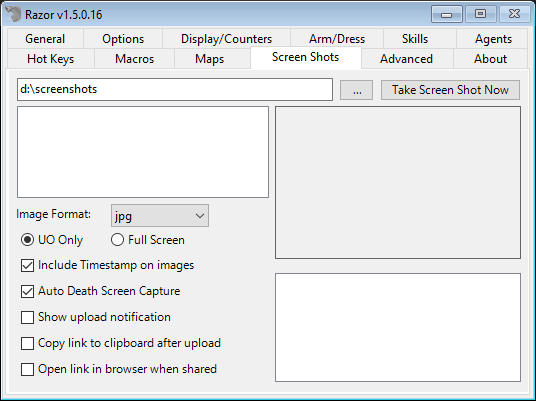 Razor v1.5.0.16
General Options Display/Counters Arm/Dress Skills Agents
Hot Keys Macros Maps Screen Shots Advanced About
d:\screenshots ... Take Screen Shot Now
Image Format: jpg
UO Only Full Screen
Include Timestamp on images
Auto Death Screen Capture
Show upload notification
Copy link to clipboard after upload
Open link in browser when shared